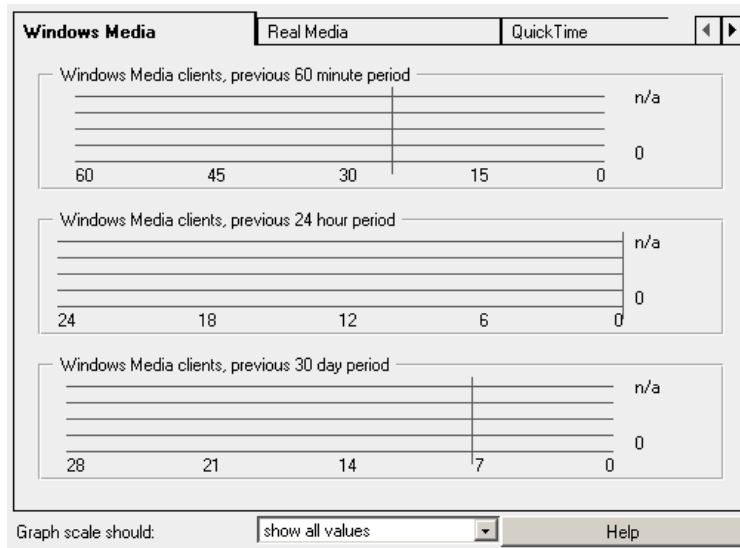 Windows Media Real Media QuickTime
Windows Media clients, previous 60 minute period
n/a
0
60 45 30 15 0
Windows Media clients, previous 24 hour period
n/a
0
24 18 12 6 0
Windows Media clients, previous 30 day period
n/a
0
28 21 14 7 0
Graph scale should: show all values Help